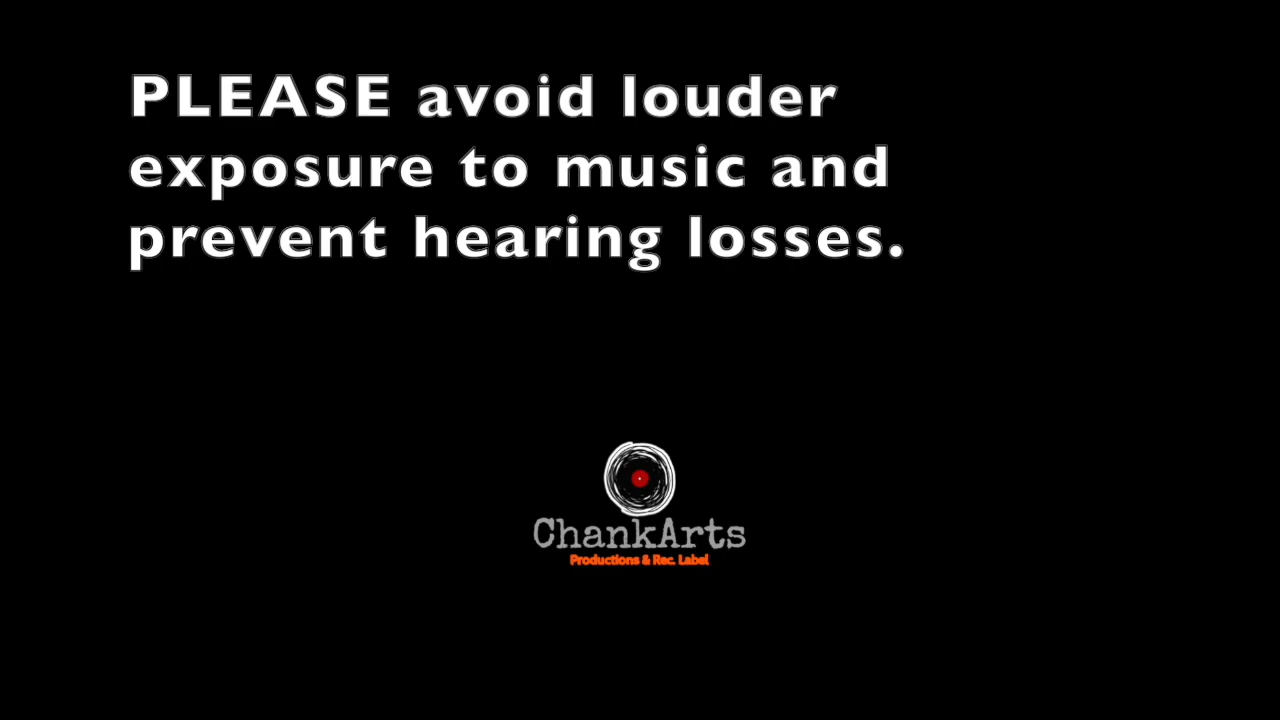 PLEASE avoid louder
exposure to music and
prevent hearing losses.
ChankArts
Productions & Rec. Label